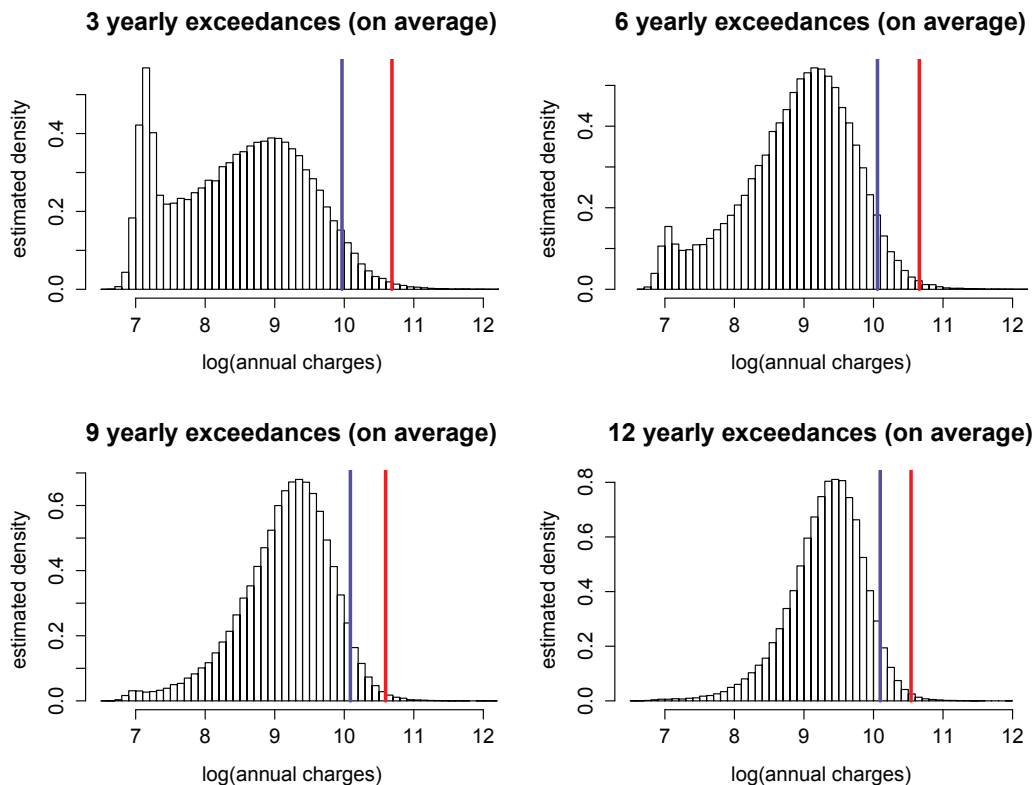 3 yearly exceedances (on average)
estimated density
0.0 0.2 0.4
7 8 9 10 11 12
log(annual charges)
6 yearly exceedances (on average)
estimated density
0.0 0.2 0.4
7 8 9 10 11 12
log(annual charges)
9 yearly exceedances (on average)
estimated density
0.0 0.2 0.4 0.6
7 8 9 10 11 12
log(annual charges)
12 yearly exceedances (on average)
estimated density
0.0 0.2 0.4 0.6 0.8
7 8 9 10 11 12
log(annual charges)